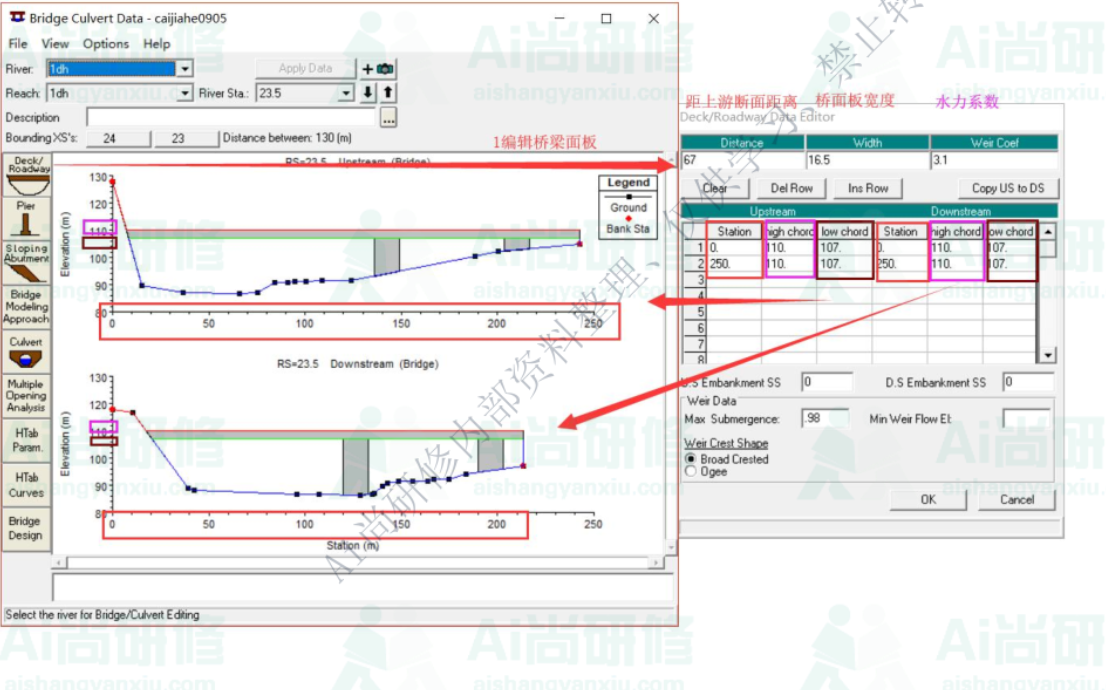 Bridge Culvert Data - caijiahe0905
File View Options Help
River: 1dh Apply Data
Reach: 1dh River Sta.: 23.5
Description ...
Bounding XS's: 24 23 Distance between: 130 (m)
1编辑桥梁面板
Deck/
Roadway
Pier
Sloping
Abutment
Bridge
Modeling
Approach
Culvert
Multiple
Opening
Analysis
HTab
Param.
HTab
Curves
Bridge
Design
RS=23.5 Upstream (Bridge)
Elevation (m)
130
120
110
100
90
80
0 50 100 150 200 250
Legend
Ground
Bank Sta
RS=23.5 Downstream (Bridge)
Elevation (m)
130
120
110
100
90
80
0 50 100 150 200 250
Station (m)
Select the river for Bridge/Culvert Editing
距上游断面距离 桥面板宽度 水力系数
Deck/Roadway Data Editor
Distance Width Weir Coef
67 16.5 3.1
Clear Del Row Ins Row Copy US to DS
Upstream Downstream
Station high chord low chord Station high chord low chord
1 0. 110. 107. 0. 110. 107.
2 250. 110. 107. 250. 110. 107.
3
4
5
6
7
8
U.S Embankment SS 0 D.S Embankment SS 0
Weir Data
Max Submergence: .98 Min Weir Flow El:
Weir Crest Shape
Broad Crested
Ogee
OK Cancel
Ai尚研修内部资料整理、仅供学习、禁止转
Ai尚研修
aishangyanxiu.com